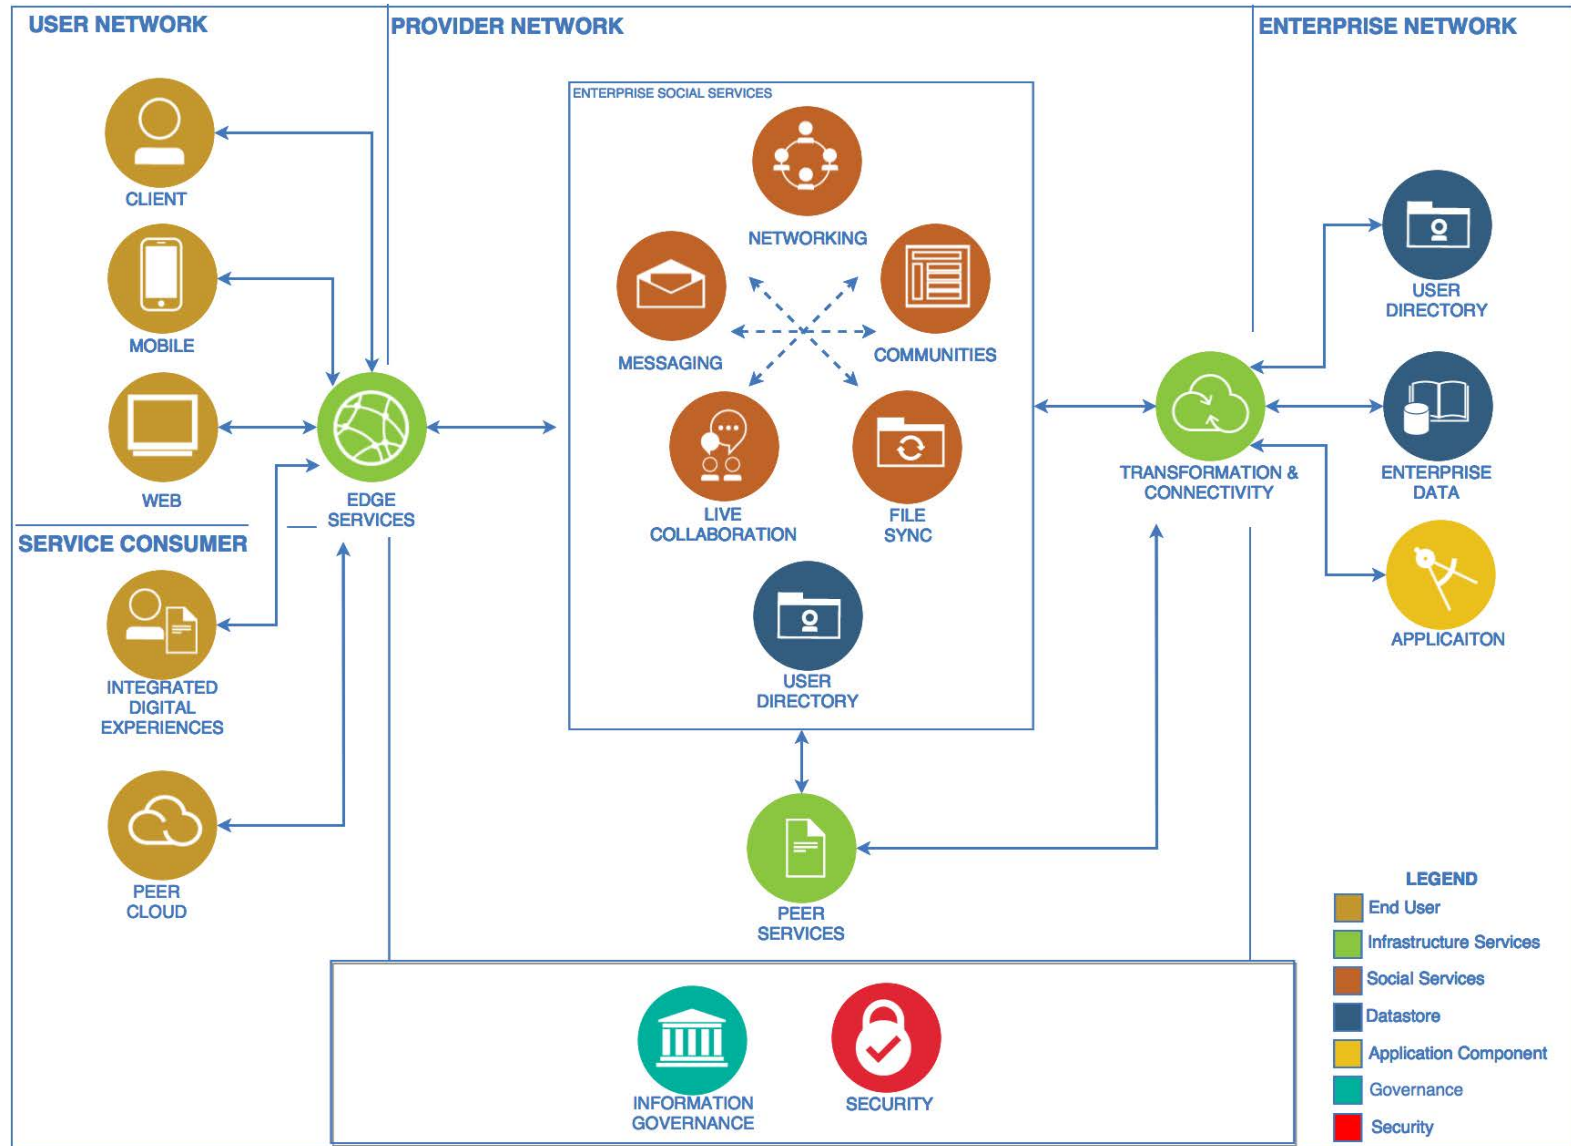 USER NETWORK
PROVIDER NETWORK
ENTERPRISE NETWORK
ENTERPRISE SOCIAL SERVICES
CLIENT
MOBILE
WEB
EDGE
SERVICES
SERVICE CONSUMER
INTEGRATED
DIGITAL
EXPERIENCES
PEER
CLOUD
NETWORKING
MESSAGING
COMMUNITIES
LIVE
COLLABORATION
FILE
SYNC
USER
DIRECTORY
PEER
SERVICES
TRANSFORMATION &
CONNECTIVITY
USER
DIRECTORY
ENTERPRISE
DATA
APPLICAITON
INFORMATION
GOVERNANCE
SECURITY
LEGEND
End User
Infrastructure Services
Social Services
Datastore
Application Component
Governance
Security